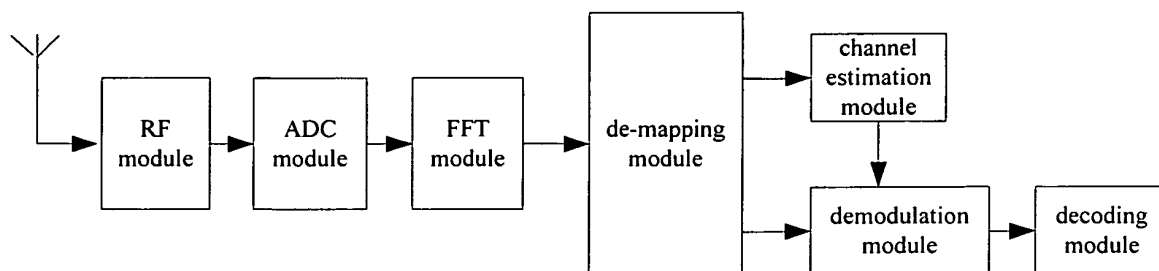 RF
module
ADC
module
FFT
module
de-mapping
module
channel
estimation
module
demodulation
module
decoding
module